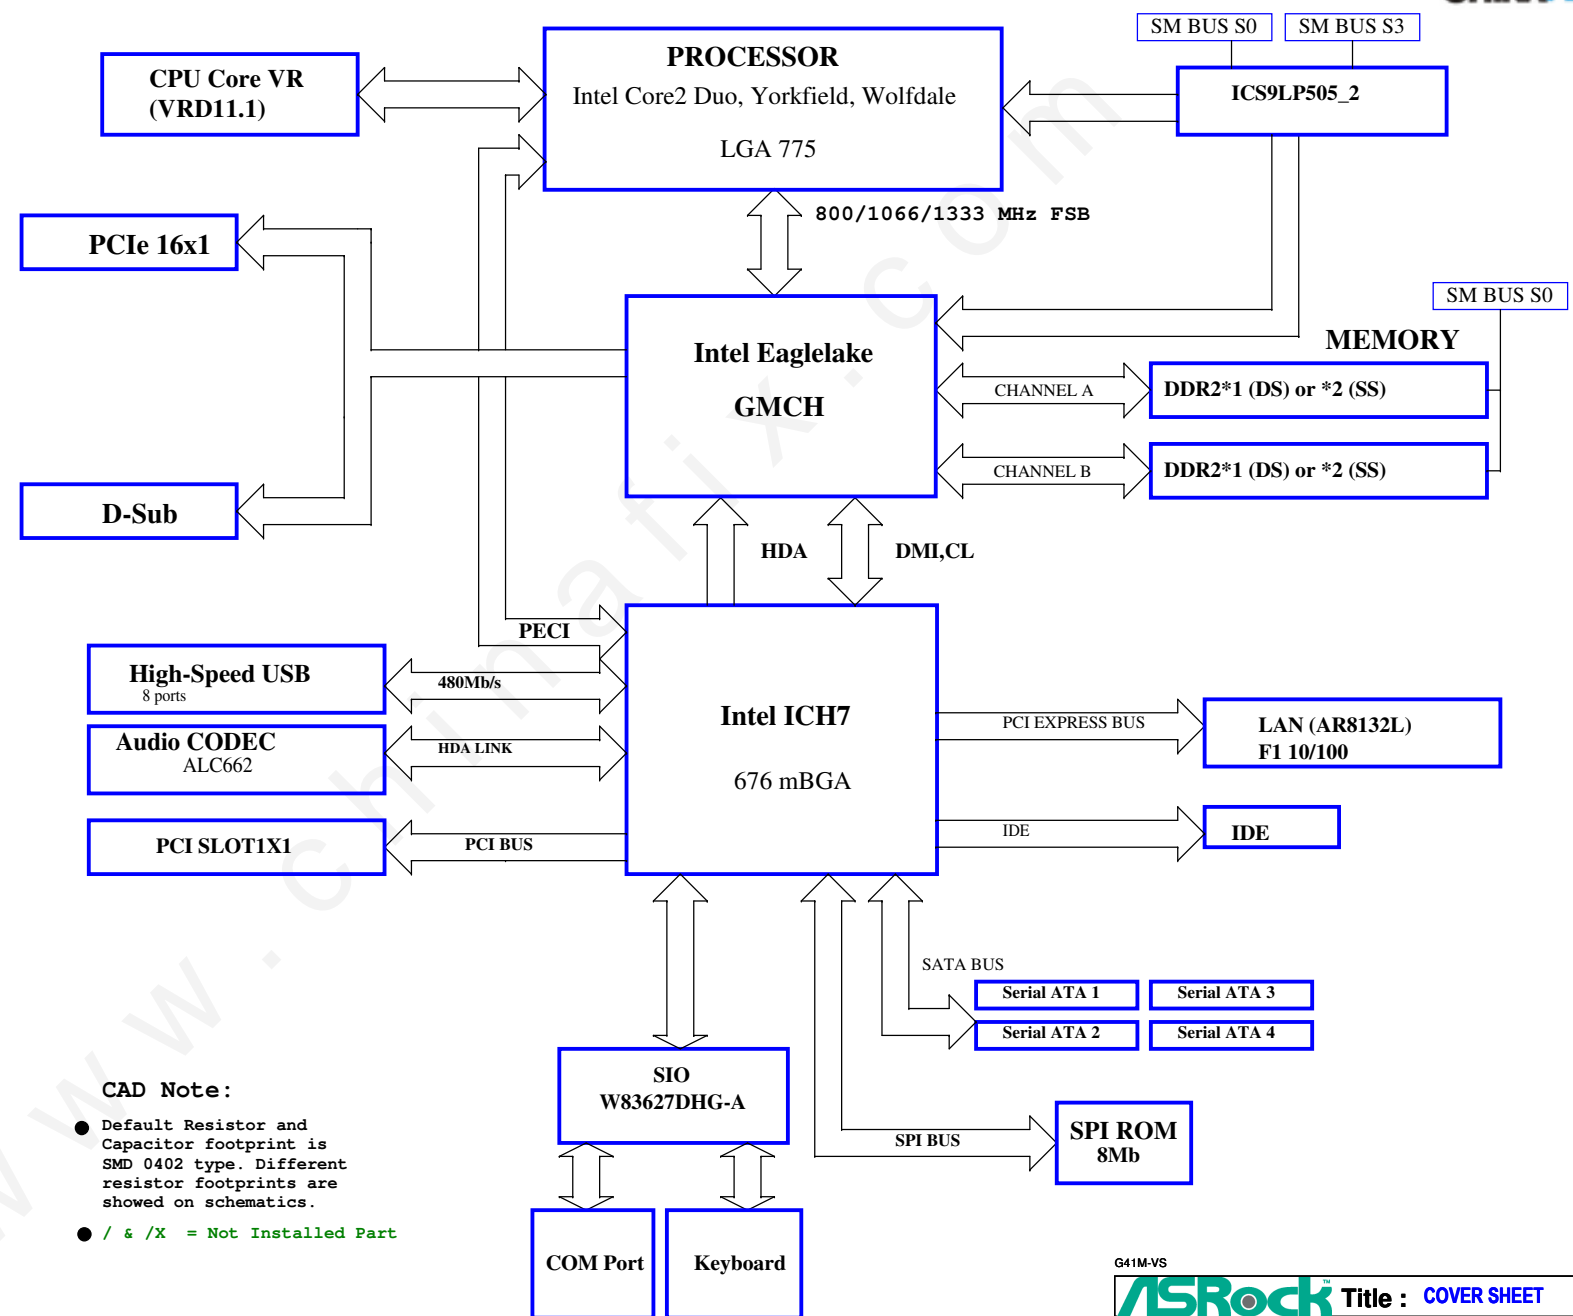 SM BUS S0
SM BUS S3
CPU Core VR
(VRD11.1)
PROCESSOR
Intel Core2 Duo, Yorkfield, Wolfdale
LGA 775
ICS9LP505_2
800/1066/1333 MHz FSB
PCIe 16x1
SM BUS S0
Intel Eaglelake
GMCH
MEMORY
CHANNEL A
DDR2*1 (DS) or *2 (SS)
CHANNEL B
DDR2*1 (DS) or *2 (SS)
D-Sub
HDA
DMI,CL
PECI
High-Speed USB
8 ports
480Mb/s
Intel ICH7
676 mBGA
PCI EXPRESS BUS
LAN (AR8132L)
F1 10/100
Audio CODEC
ALC662
HDA LINK
PCI SLOT1X1
PCI BUS
IDE
IDE
SATA BUS
Serial ATA 1
Serial ATA 3
Serial ATA 2
Serial ATA 4
SIO
W83627DHG-A
SPI BUS
SPI ROM
8Mb
COM Port
Keyboard
CAD Note:
Default Resistor and
Capacitor footprint is
SMD 0402 type. Different
resistor footprints are
showed on schematics.
/ & /X = Not Installed Part
G41M-VS
ASRock
Title : COVER SHEET
www.chinafix.com